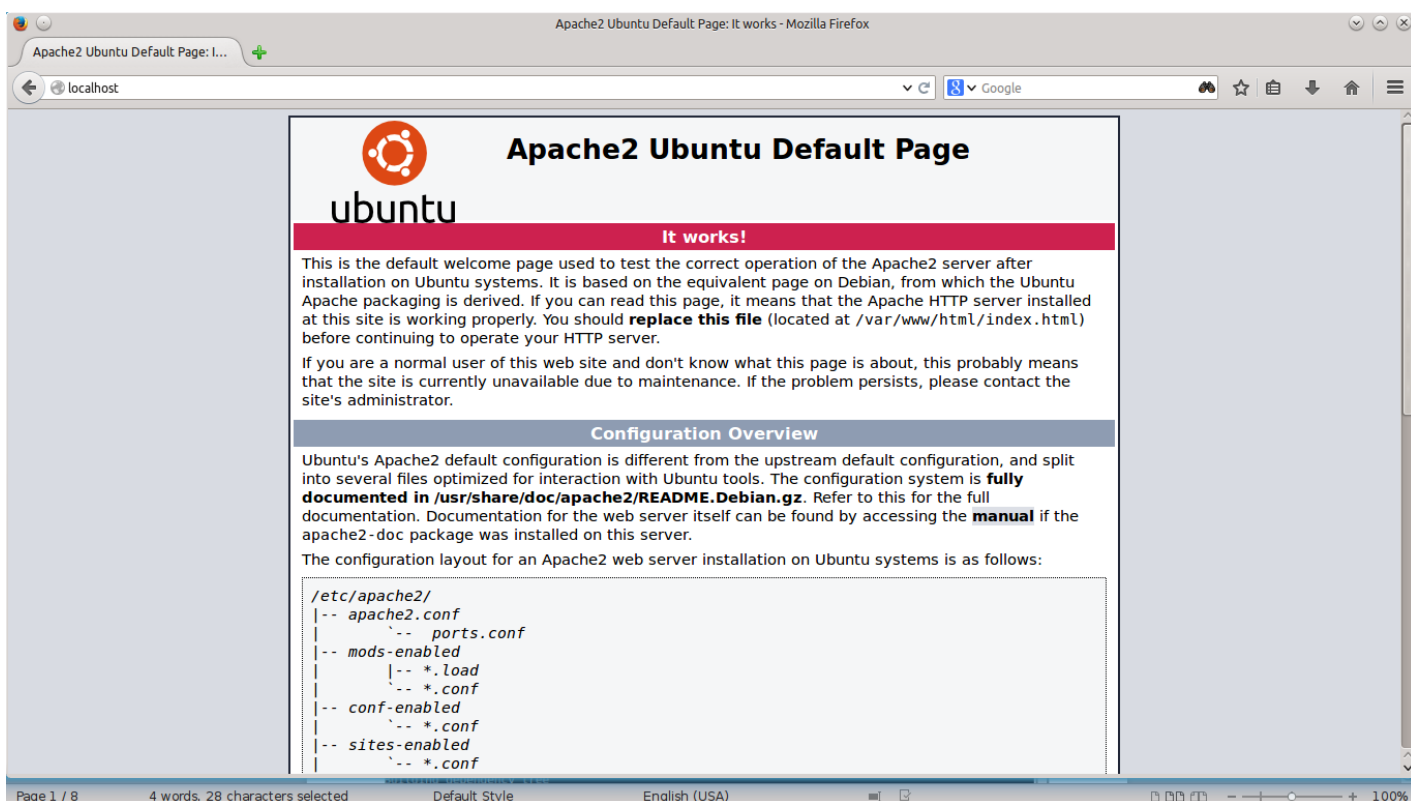 Apache2 Ubuntu Default Page: It works - Mozilla Firefox
Apache2 Ubuntu Default Page: I...
localhost
Google
ubuntu
Apache2 Ubuntu Default Page
It works!
This is the default welcome page used to test the correct operation of the Apache2 server after
installation on Ubuntu systems. It is based on the equivalent page on Debian, from which the Ubuntu
Apache packaging is derived. If you can read this page, it means that the Apache HTTP server installed
at this site is working properly. You should replace this file (located at /var/www/html/index.html)
before continuing to operate your HTTP server.
If you are a normal user of this web site and don't know what this page is about, this probably means
that the site is currently unavailable due to maintenance. If the problem persists, please contact the
site's administrator.
Configuration Overview
Ubuntu's Apache2 default configuration is different from the upstream default configuration, and split
into several files optimized for interaction with Ubuntu tools. The configuration system is fully
documented in /usr/share/doc/apache2/README.Debian.gz. Refer to this for the full
documentation. Documentation for the web server itself can be found by accessing the manual if the
apache2-doc package was installed on this server.
The configuration layout for an Apache2 web server installation on Ubuntu systems is as follows:
/etc/apache2/
|-- apache2.conf
|       `--  ports.conf
|-- mods-enabled
|       |-- *.load
|       `-- *.conf
|-- conf-enabled
|       `-- *.conf
|-- sites-enabled
|       `-- *.conf
Page 1 / 8 4 words, 28 characters selected Default Style English (USA) 100%